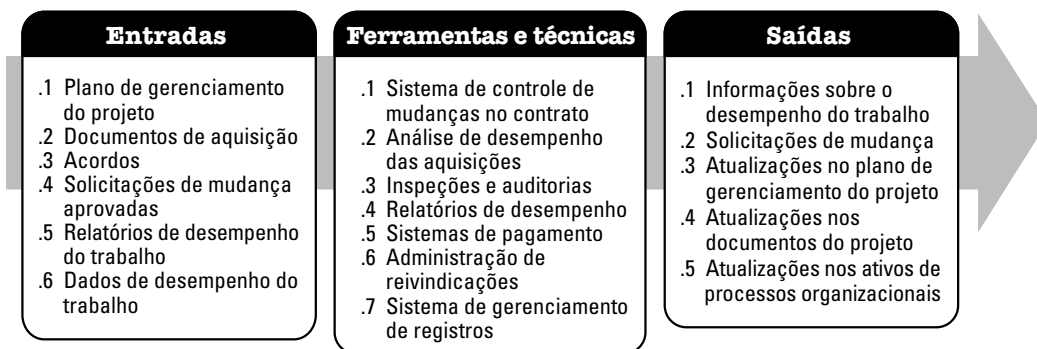 Entradas
.1 Plano de gerenciamento
do projeto
.2 Documentos de aquisição
.3 Acordos
.4 Solicitações de mudança
aprovadas
.5 Relatórios de desempenho
do trabalho
.6 Dados de desempenho do
trabalho
Ferramentas e técnicas
.1 Sistema de controle de
mudanças no contrato
.2 Análise de desempenho
das aquisições
.3 Inspeções e auditorias
.4 Relatórios de desempenho
.5 Sistemas de pagamento
.6 Administração de
reivindicações
.7 Sistema de gerenciamento
de registros
Saídas
.1 Informações sobre o
desempenho do trabalho
.2 Solicitações de mudança
.3 Atualizações no plano de
gerenciamento do projeto
.4 Atualizações nos
documentos do projeto
.5 Atualizações nos ativos de
processos organizacionais